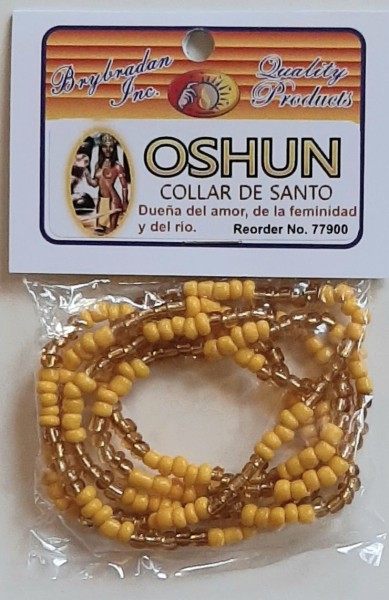 Brybradan Inc.
Quality Products
OSHUN
COLLAR DE SANTO
Dueña del amor, de la feminidad
y del rio. Reorder No. 77900